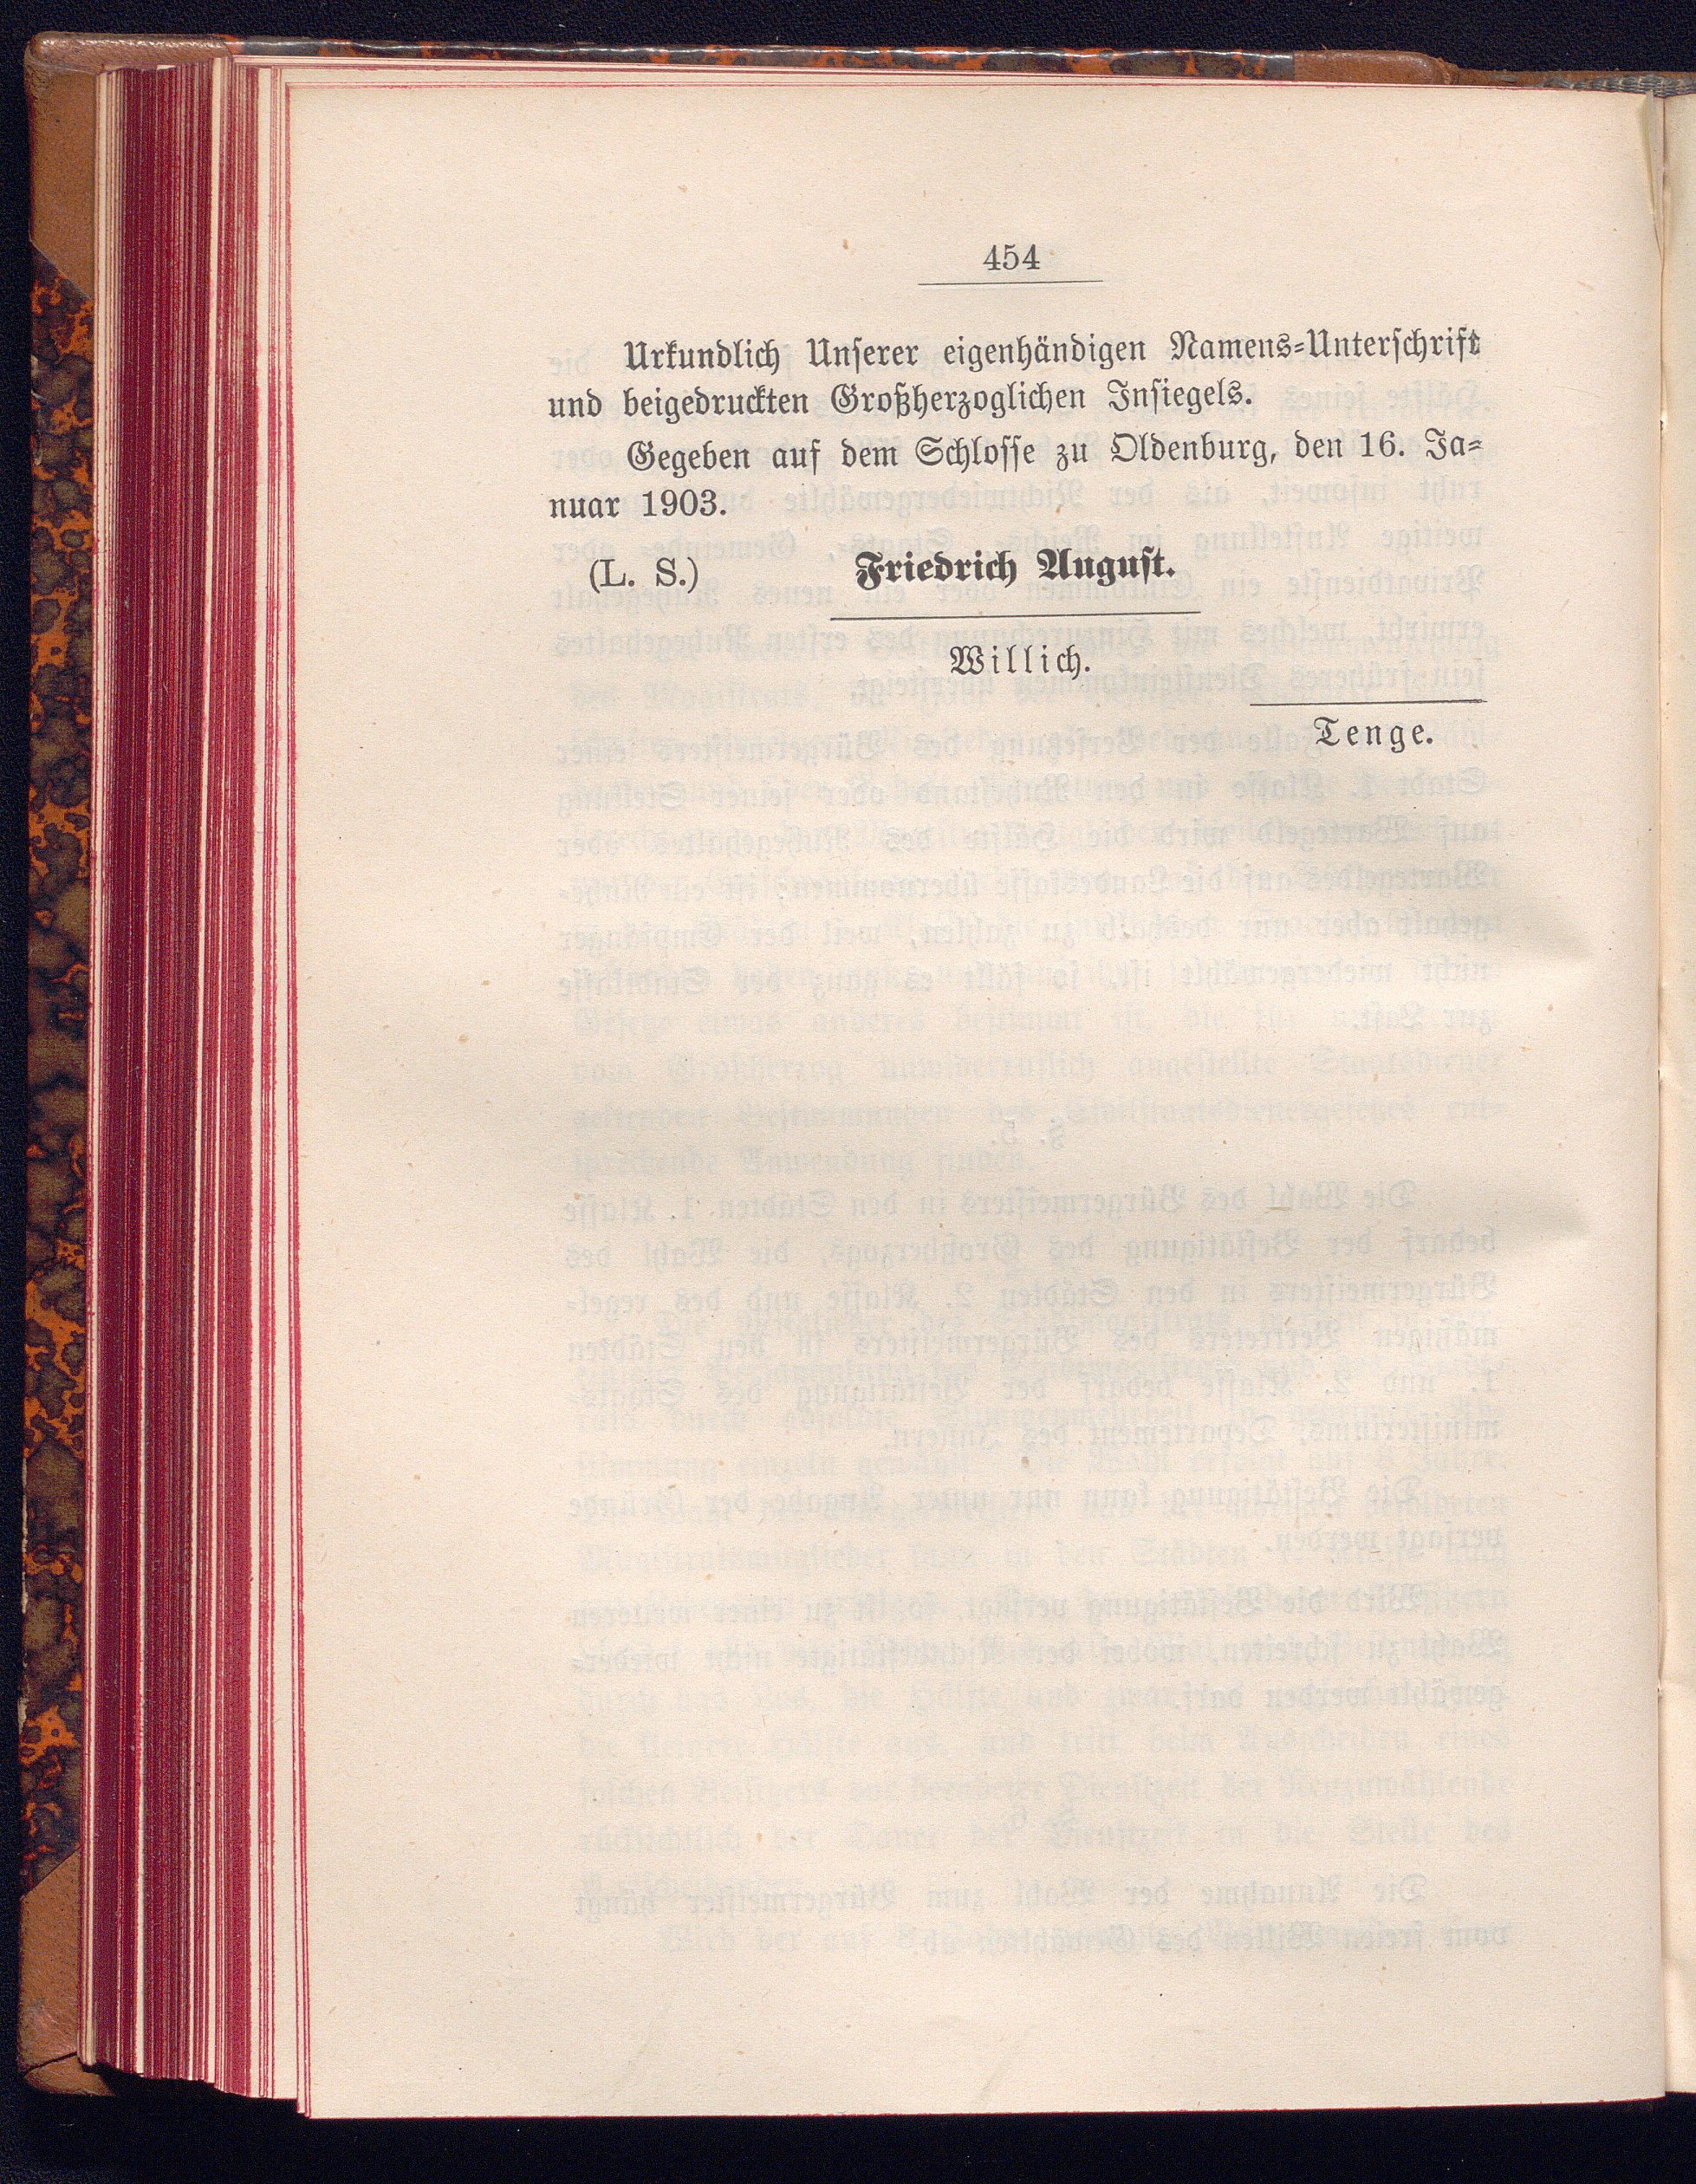 454
Urkundlich Unserer eigenhändigen Namens-Unterschrift
und beigedruckten Großherzoglichen Insiegels.
Gegeben auf dem Schlosse zu Oldenburg, den 16. Ja-
nuar 1903.
(L. S.) Friedrich August.
Willich.
Tenge.